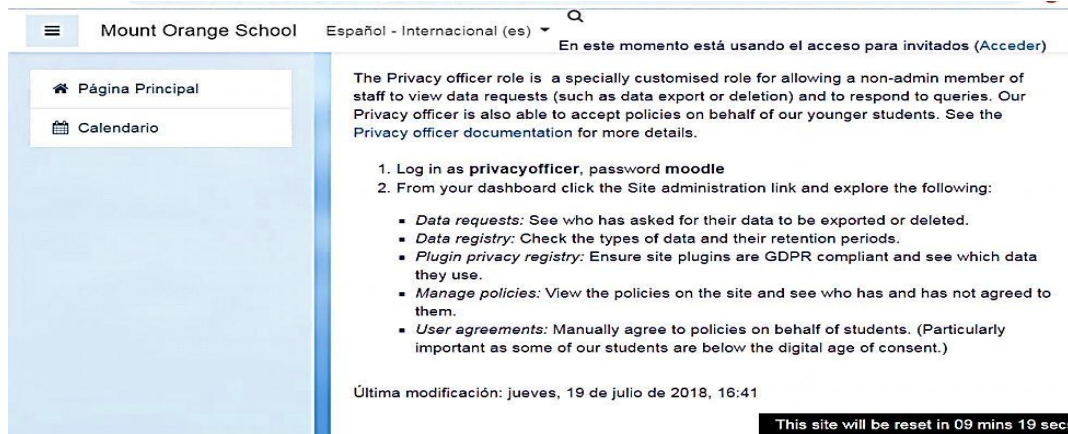 Mount Orange School Español - Internacional (es)
En este momento está usando el acceso para invitados (Acceder)
Página Principal
Calendario
The Privacy officer role is a specially customised role for allowing a non-admin member of
staff to view data requests (such as data export or deletion) and to respond to queries. Our
Privacy officer is also able to accept policies on behalf of our younger students. See the
Privacy officer documentation for more details.
1. Log in as privacyofficer, password moodle
2. From your dashboard click the Site administration link and explore the following:
▪ Data requests: See who has asked for their data to be exported or deleted.
▪ Data registry: Check the types of data and their retention periods.
▪ Plugin privacy registry: Ensure site plugins are GDPR compliant and see which data
they use.
▪ Manage policies: View the policies on the site and see who has and has not agreed to
them.
▪ User agreements: Manually agree to policies on behalf of students. (Particularly
important as some of our students are below the digital age of consent.)
Última modificación: jueves, 19 de julio de 2018, 16:41
This site will be reset in 09 mins 19 secs